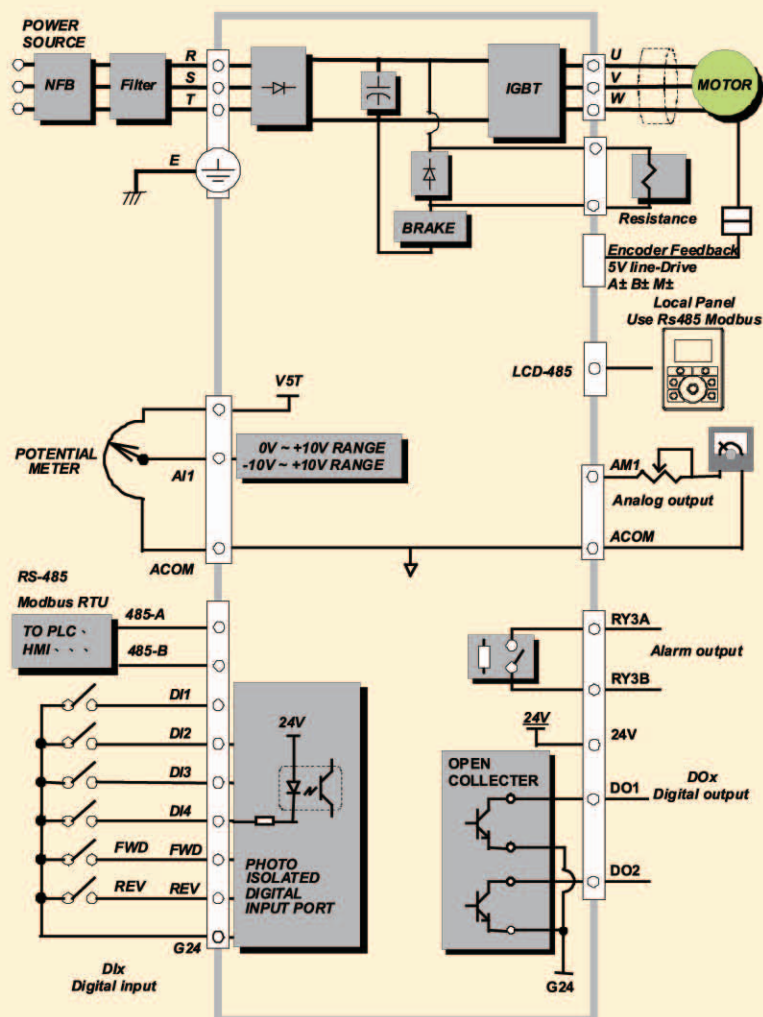 POWER
SOURCE
NFB
Filter
R
S
T
E
IGBT
U
V
W
MOTOR
BRAKE
Resistance
Encoder Feedback
5V line-Drive
A± B± M±
Local Panel
Use Rs485 Modbus
LCD-485
V5T
POTENTIAL
METER
AI1
0V ~ +10V RANGE
-10V ~ +10V RANGE
AM1
Analog output
ACOM
ACOM
RS-485
Modbus RTU
TO PLC、
HMI、、、
485-A
485-B
RY3A
Alarm output
RY3B
DI1
DI2
DI3
DI4
FWD FWD
REV REV
G24
DIx
Digital input
24V
PHOTO
ISOLATED
DIGITAL
INPUT PORT
24V
24V
OPEN
COLLECTER
DO1
DOx
Digital output
DO2
G24